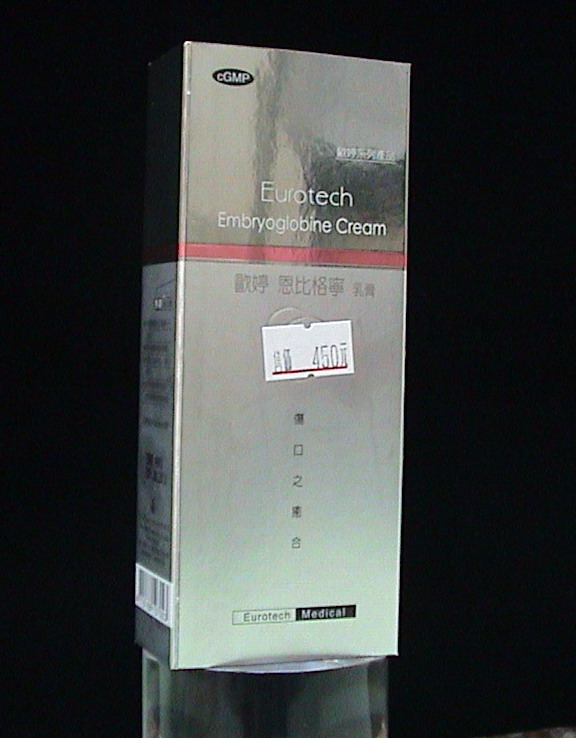 cGMP
歐婷系列產品
Eurotech
Embryoglobine Cream
歐婷 恩比格寧 乳膏
售價 450元
傷
口
之
癒
合
Eurotech Medical